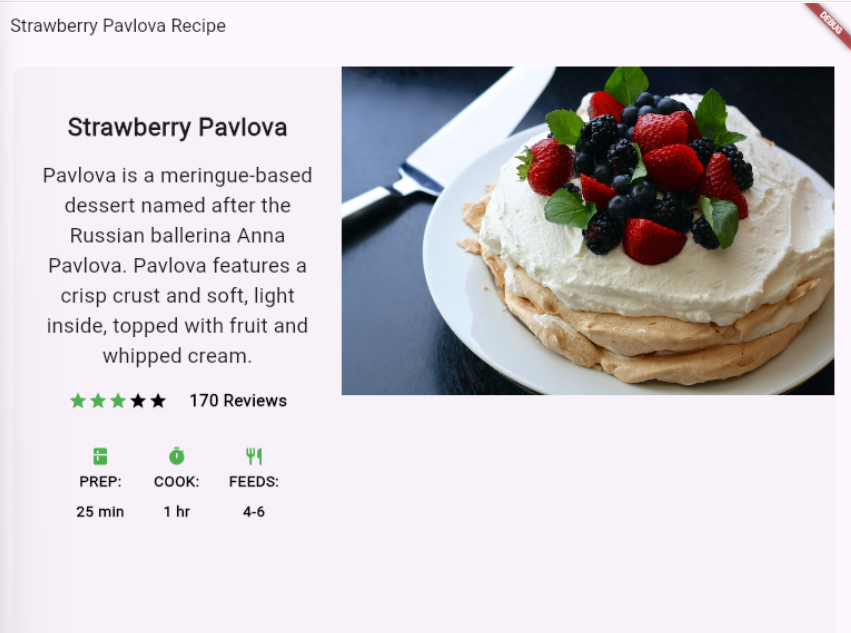 Strawberry Pavlova Recipe
DEBUG
Strawberry Pavlova
Pavlova is a meringue-based
dessert named after the
Russian ballerina Anna
Pavlova. Pavlova features a
crisp crust and soft, light
inside, topped with fruit and
whipped cream.
170 Reviews
PREP: COOK: FEEDS:
25 min 1 hr 4-6